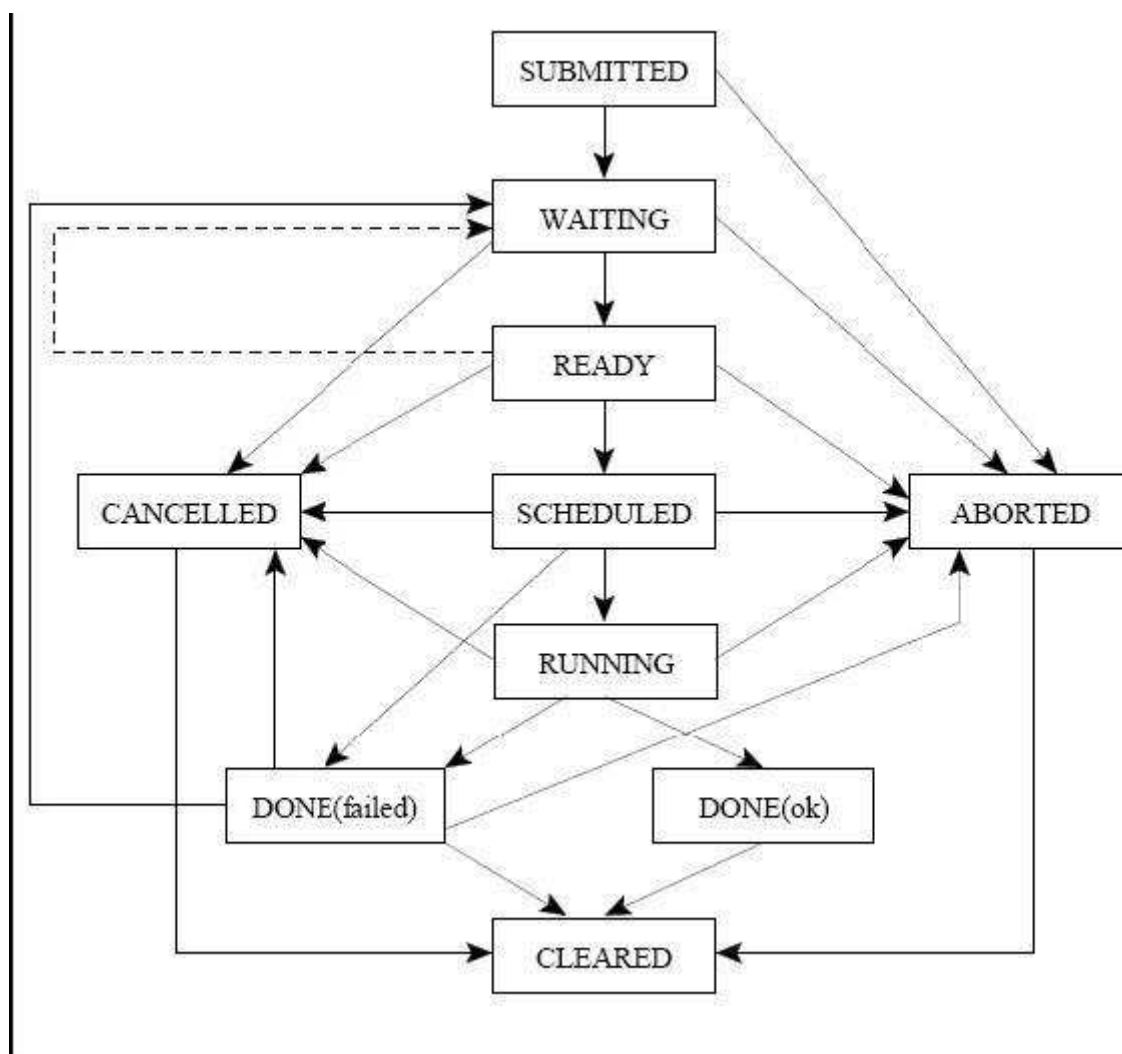 SUBMITTED
WAITING
READY
CANCELLED
SCHEDULED
ABORTED
RUNNING
DONE(failed)
DONE(ok)
CLEARED